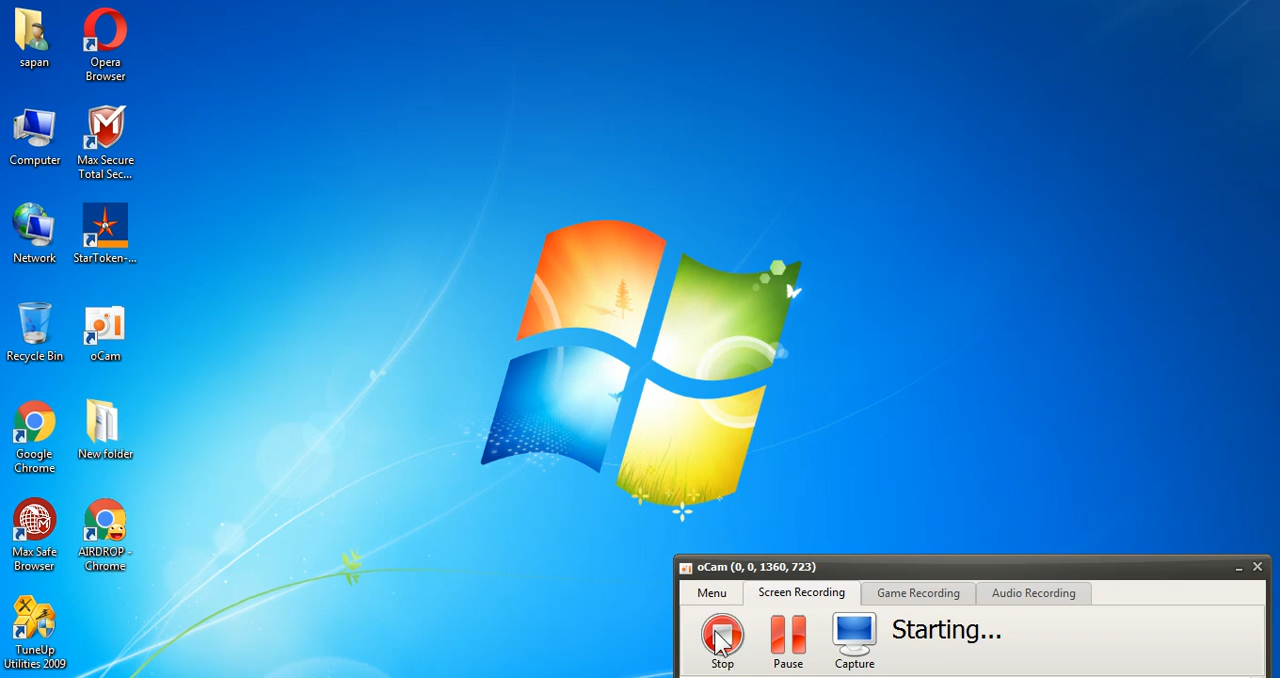 sapan
Opera
Browser
Computer
Max Secure
Total Sec...
Network
StarToken-...
Recycle Bin
oCam
Google
Chrome
New folder
Max Safe
Browser
AIRDROP -
Chrome
TuneUp
Utilities 2009
oCam (0, 0, 1360, 723)
Menu
Screen Recording
Game Recording
Audio Recording
Starting...
Stop
Pause
Capture